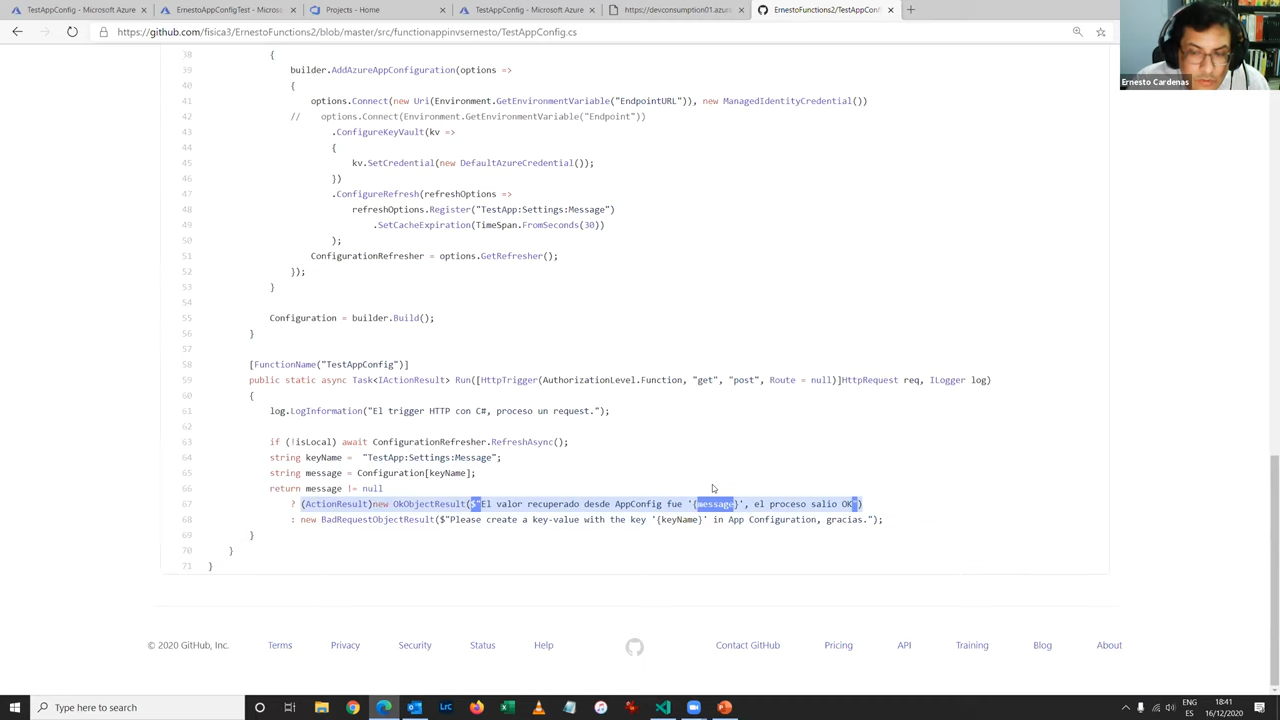 TestAppConfig - Microsoft Azure
ErnestoAppConfigTest - Microsoft
Projects - Home
TestAppConfig - Microsoft Azure
https://devconsumption01.azure
ErnestoFunctions2/TestAppConfi
https://github.com/fisica3/ErnestoFunctions2/blob/master/src/functionappinvsernesto/TestAppConfig.cs
Ernesto Cardenas
38 {
39 builder.AddAzureAppConfiguration(options =>
40 {
41 options.Connect(new Uri(Environment.GetEnvironmentVariable("EndpointURL")), new ManagedIdentityCredential())
42 // options.Connect(Environment.GetEnvironmentVariable("Endpoint"))
43 .ConfigureKeyVault(kv =>
44 {
45 kv.SetCredential(new DefaultAzureCredential());
46 })
47 .ConfigureRefresh(refreshOptions =>
48 refreshOptions.Register("TestApp:Settings:Message")
49 .SetCacheExpiration(TimeSpan.FromSeconds(30))
50 );
51 ConfigurationRefresher = options.GetRefresher();
52 });
53 }
54
55 Configuration = builder.Build();
56 }
57
58 [FunctionName("TestAppConfig")]
59 public static async Task<IActionResult> Run([HttpTrigger(AuthorizationLevel.Function, "get", "post", Route = null)]HttpRequest req, ILogger log)
60 {
61 log.LogInformation("El trigger HTTP con C#, proceso un request.");
62
63 if (!isLocal) await ConfigurationRefresher.RefreshAsync();
64 string keyName = "TestApp:Settings:Message";
65 string message = Configuration[keyName];
66 return message != null
67 ? (ActionResult)new OkObjectResult($"El valor recuperado desde AppConfig fue '{message}', el proceso salio OK")
68 : new BadRequestObjectResult($"Please create a key-value with the key '{keyName}' in App Configuration, gracias.");
69 }
70 }
71 }
© 2020 GitHub, Inc.
Terms
Privacy
Security
Status
Help
Contact GitHub
Pricing
API
Training
Blog
About
Type here to search
LrC
ENG
ES
18:41
16/12/2020